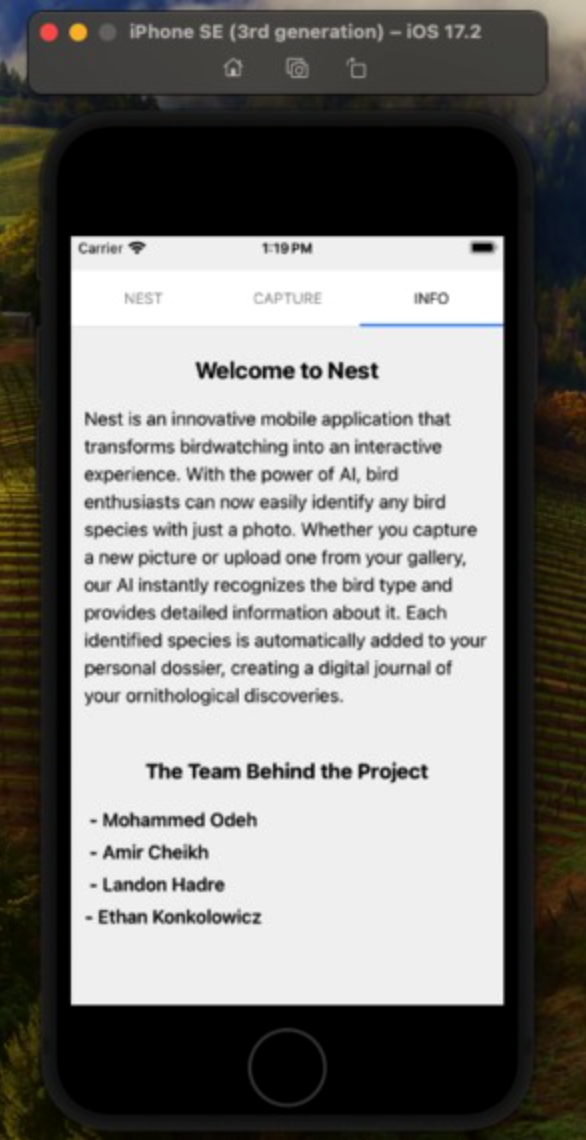 iPhone SE (3rd generation) – iOS 17.2
Carrier 1:19 PM
NEST CAPTURE INFO
Welcome to Nest
Nest is an innovative mobile application that
transforms birdwatching into an interactive
experience. With the power of AI, bird
enthusiasts can now easily identify any bird
species with just a photo. Whether you capture
a new picture or upload one from your gallery,
our AI instantly recognizes the bird type and
provides detailed information about it. Each
identified species is automatically added to your
personal dossier, creating a digital journal of
your ornithological discoveries.
The Team Behind the Project
- Mohammed Odeh
- Amir Cheikh
- Landon Hadre
- Ethan Konkolowicz